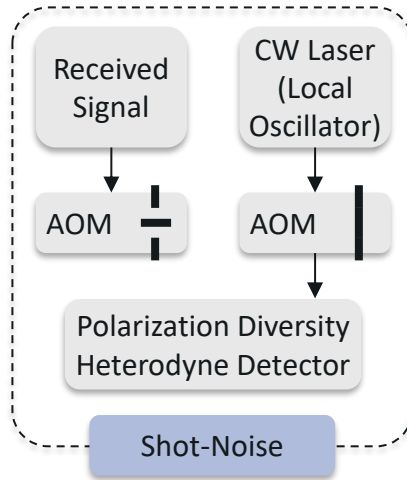 Received
Signal
CW Laser
(Local
Oscillator)
AOM
AOM
Polarization Diversity
Heterodyne Detector
Shot-Noise